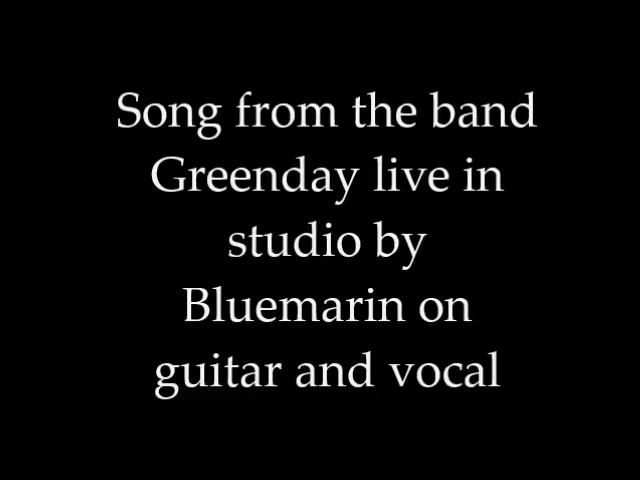 Song from the band
Greenday live in
studio by
Bluemarin on
guitar and vocal